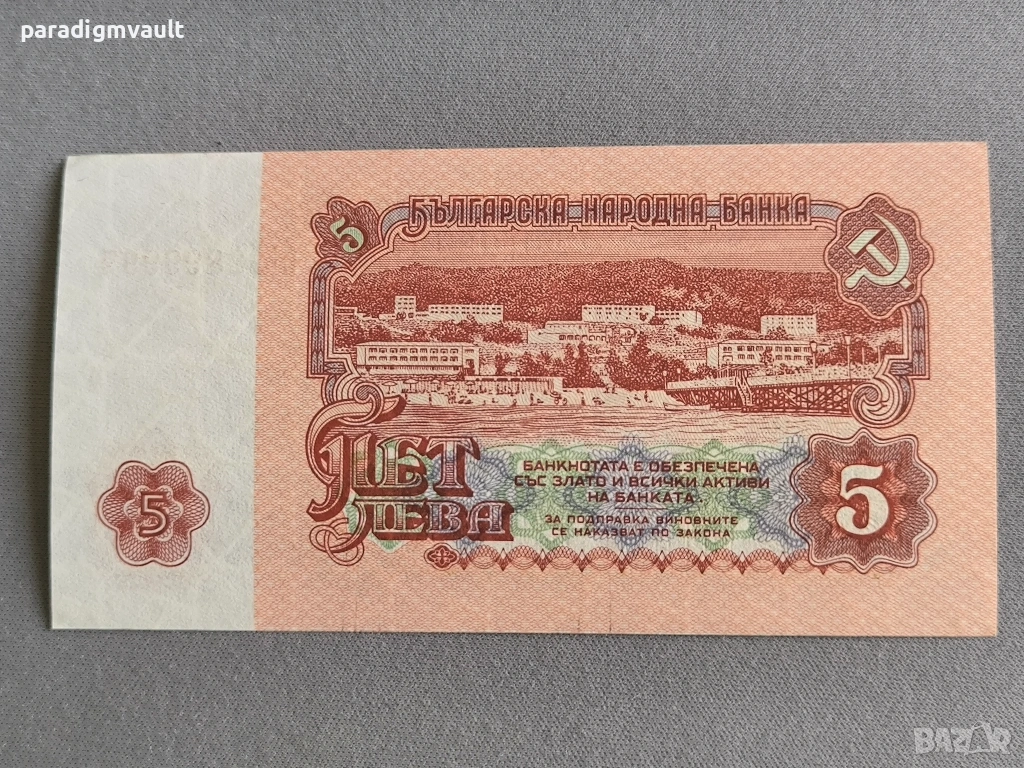 paradigmvault
5
БЪЛГАРСКА НАРОДНА БАНКА
ПЕТ
ЛЕВА
БАНКНОТАТА Е ОБЕЗПЕЧЕНА
СЪС ЗЛАТО И ВСИЧКИ АКТИВИ
НА БАНКАТА.
ЗА ПОДПРАВКА ВИНОВНИТЕ
СЕ НАКАЗВАТ ПО ЗАКОНА
5
5
BAZAR